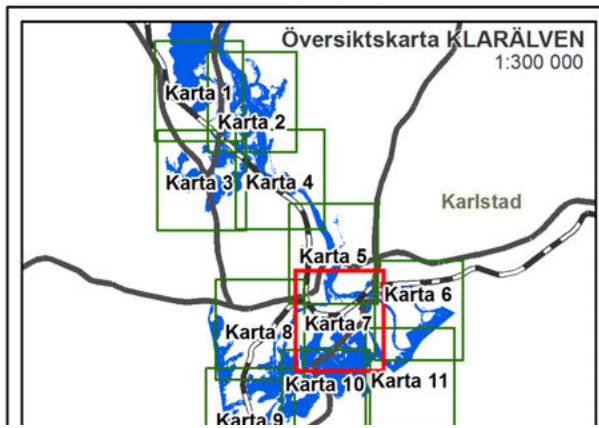 Översiktskarta KLARÄLVEN
1:300 000
Karta 1
Karta 2
Karta 3
Karta 4
Karlstad
Karta 5
Karta 6
Karta 7
Karta 8
Karta 10
Karta 11
Karta 9